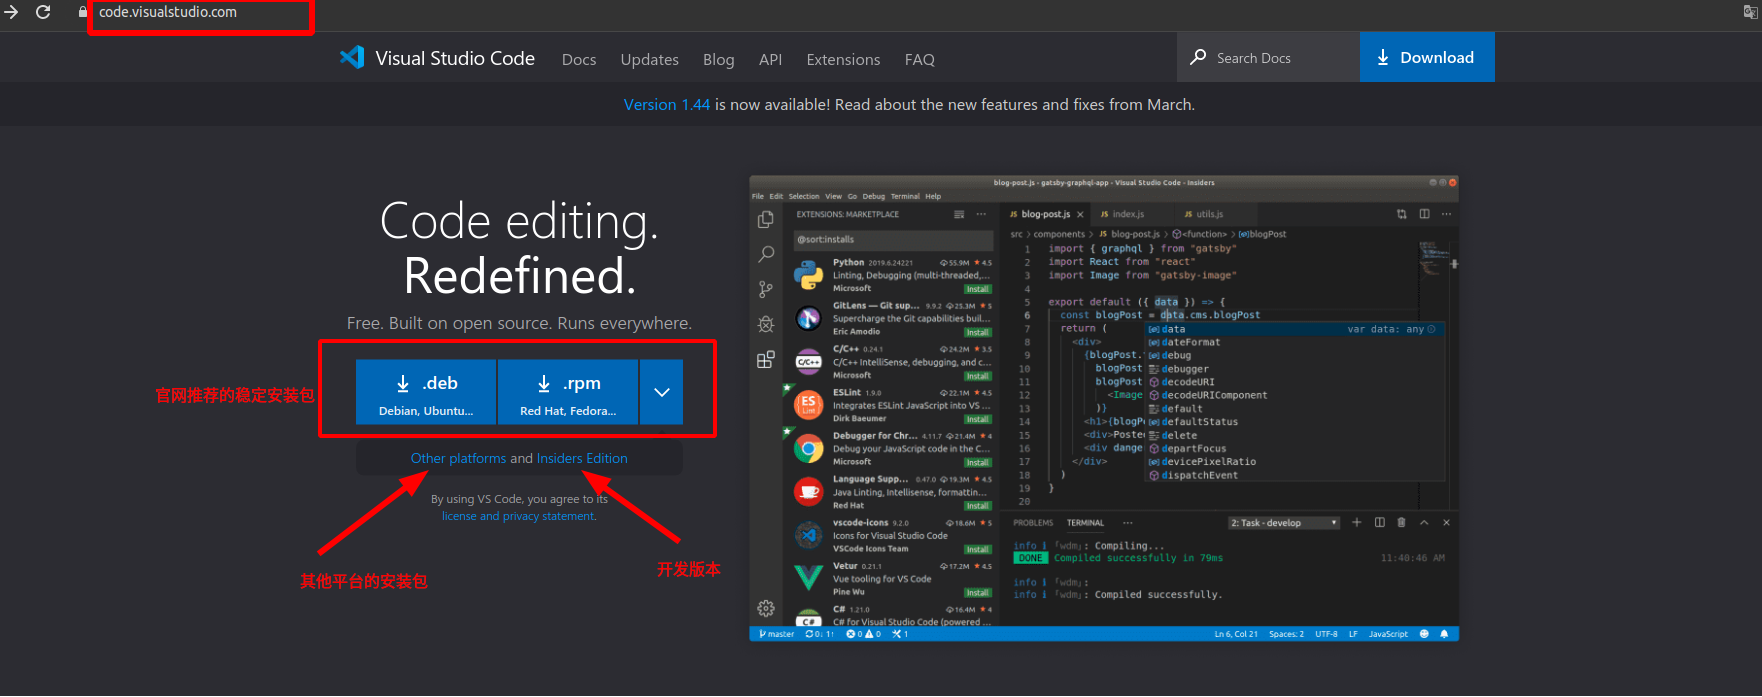 code.visualstudio.com
Visual Studio Code
Docs
Updates
Blog
API
Extensions
FAQ
Search Docs
Download
Version 1.44 is now available! Read about the new features and fixes from March.
Code editing.
Redefined.
Free. Built on open source. Runs everywhere.
官网推荐的稳定安装包
.deb
Debian, Ubuntu...
.rpm
Red Hat, Fedora...
Other platforms and Insiders Edition
By using VS Code, you agree to its
license and privacy statement.
其他平台的安装包
开发版本
blog-post.js - gatsby-graphql-app - Visual Studio Code - Insiders
File Edit Selection View Go Debug Terminal Help
EXTENSIONS: MARKETPLACE
@sort:installs
Python 2019.6.24221 55.9M 4.5
Linting, Debugging (multi-threaded,...
Microsoft
Install
GitLens — Git sup... 9.9.2 25.3M 5
Supercharge the Git capabilities buil...
Eric Amodio
Install
C/C++ 0.24.1 24.2M 3.5
C/C++ IntelliSense, debugging, and c...
Microsoft
Install
ESLint 1.9.0 22.1M 4.5
Integrates ESLint JavaScript into VS ...
Dirk Baeumer
Install
Debugger for Chr... 4.11.7 21.4M 4
Debug your JavaScript code in the C...
Microsoft
Install
Language Supp... 0.47.0 19.3M 4.5
Java Linting, Intellisense, formattin...
Red Hat
Install
vscode-icons 9.2.0 18.6M 5
Icons for Visual Studio Code
VSCode Icons Team
Install
Vetur 0.21.1 17.2M 4.5
Vue tooling for VS Code
Pine Wu
Install
C# 1.21.0 16.4M 4
C# for Visual Studio Code (powered ...
C/C++
ES
Lint
C#
JS blog-post.js
JS index.js
JS utils.js
src > components > JS blog-post.js > <function> > blogPost
1 import { graphql } from "gatsby"
2 import React from "react"
3 import Image from "gatsby-image"
4
5 export default ({ data }) => {
6 const blogPost = data.cms.blogPost
7 return (
8 <div>
9 {blogPost.
10 blogPost
11 blogPost
12 <Image
13 )}
14 <h1>{blogP
15 <div>Poste
16 <div dange
17 </div>
18 )
19 }
20
data var data: any
dateFormat
debug
debugger
decodeURI
decodeURIComponent
default
defaultStatus
delete
departFocus
devicePixelRatio
dispatchEvent
PROBLEMS
TERMINAL
···
2: Task - develop
info ℹ ｢wdm｣: Compiling...
DONE Compiled successfully in 79ms 11:40:46 AM
info ℹ ｢wdm｣:
info ℹ ｢wdm｣: Compiled successfully.
master 0↓ 1↑ 0 0 1
Ln 6, Col 21 Spaces: 2 UTF-8 LF JavaScript